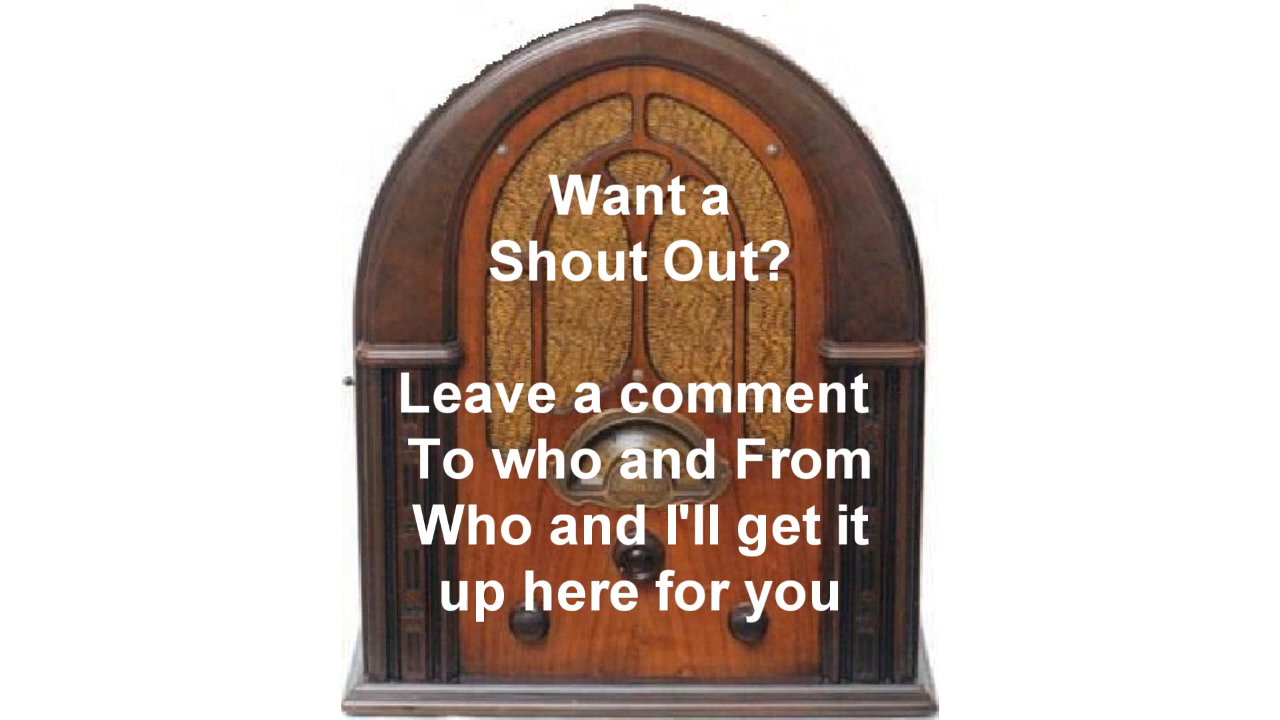 Want a
Shout Out?
Leave a comment
To who and From
Who and I'll get it
up here for you